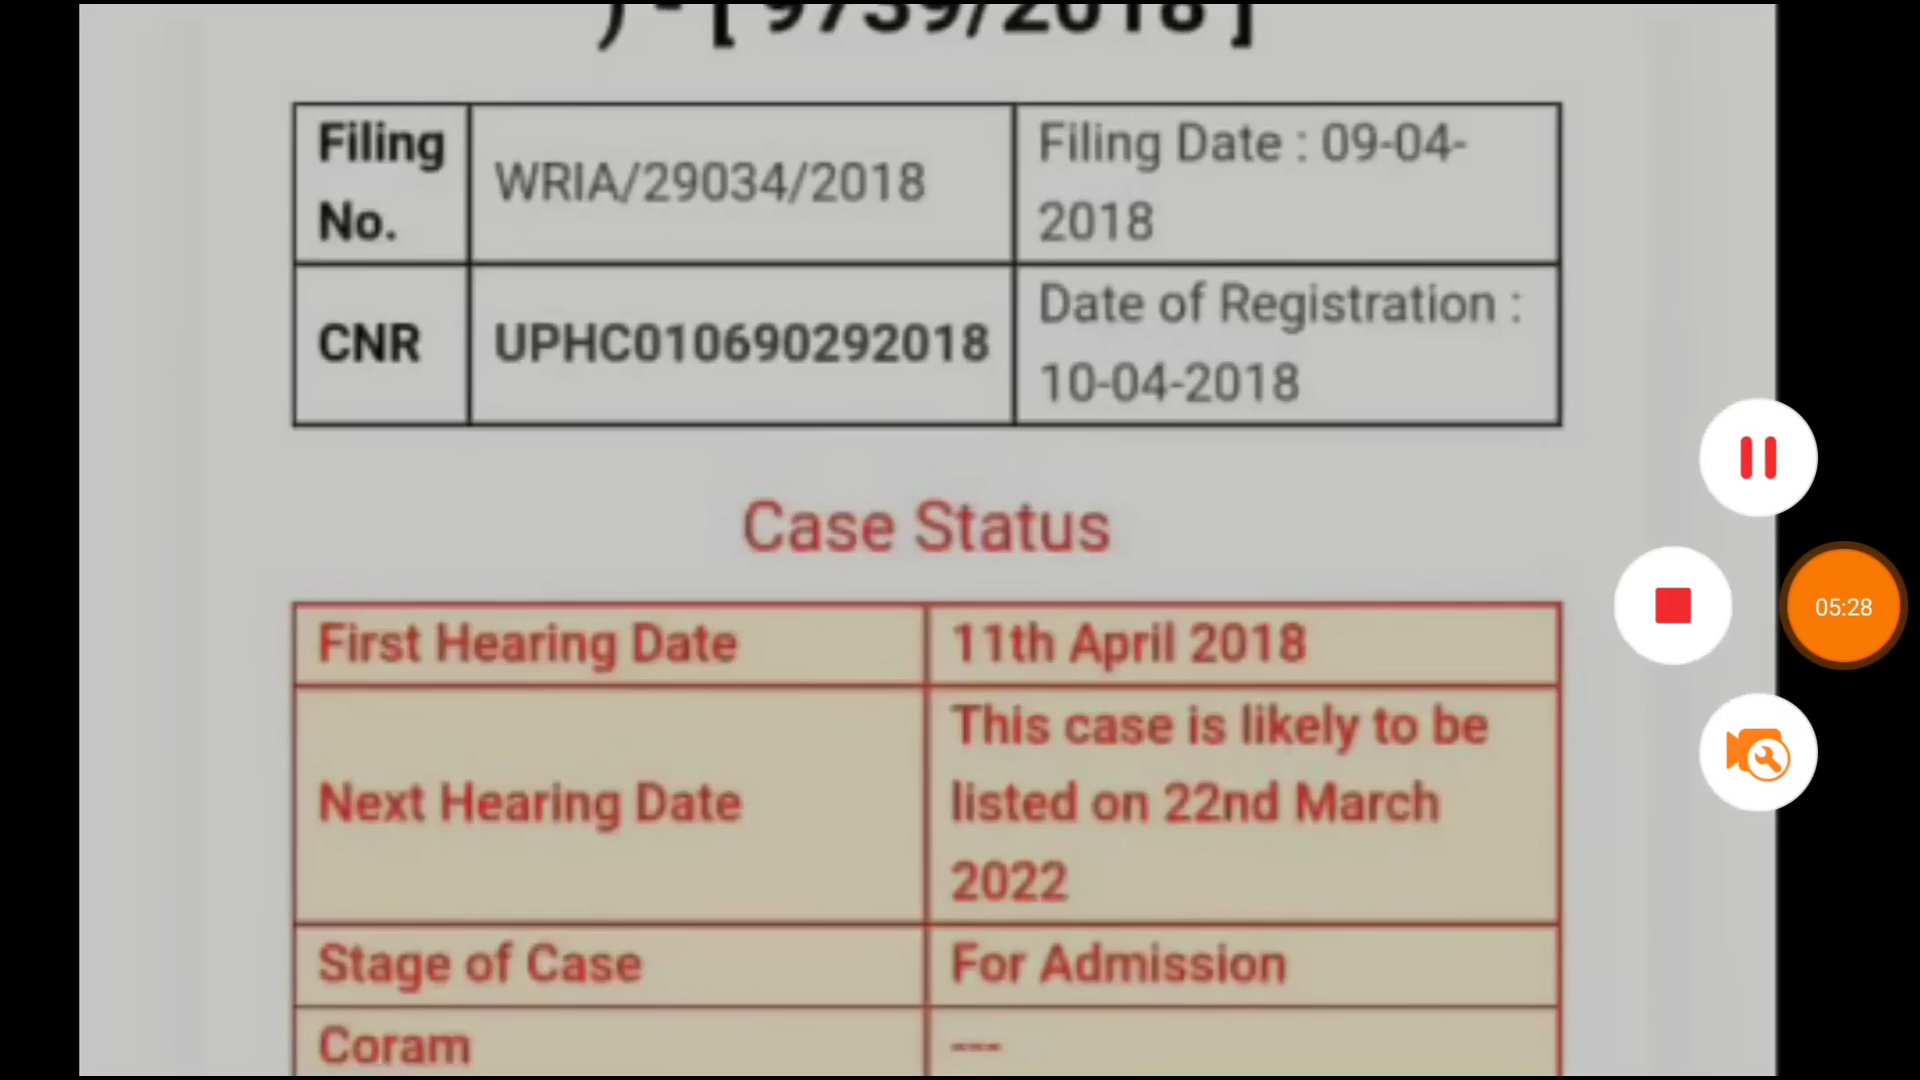 ) - [ 9739/2018 ]
Filing No.
WRIA/29034/2018
Filing Date : 09-04-
2018
CNR
UPHC010690292018
Date of Registration :
10-04-2018
Case Status
First Hearing Date
11th April 2018
Next Hearing Date
This case is likely to be
listed on 22nd March
2022
Stage of Case
For Admission
Coram
---
05:28